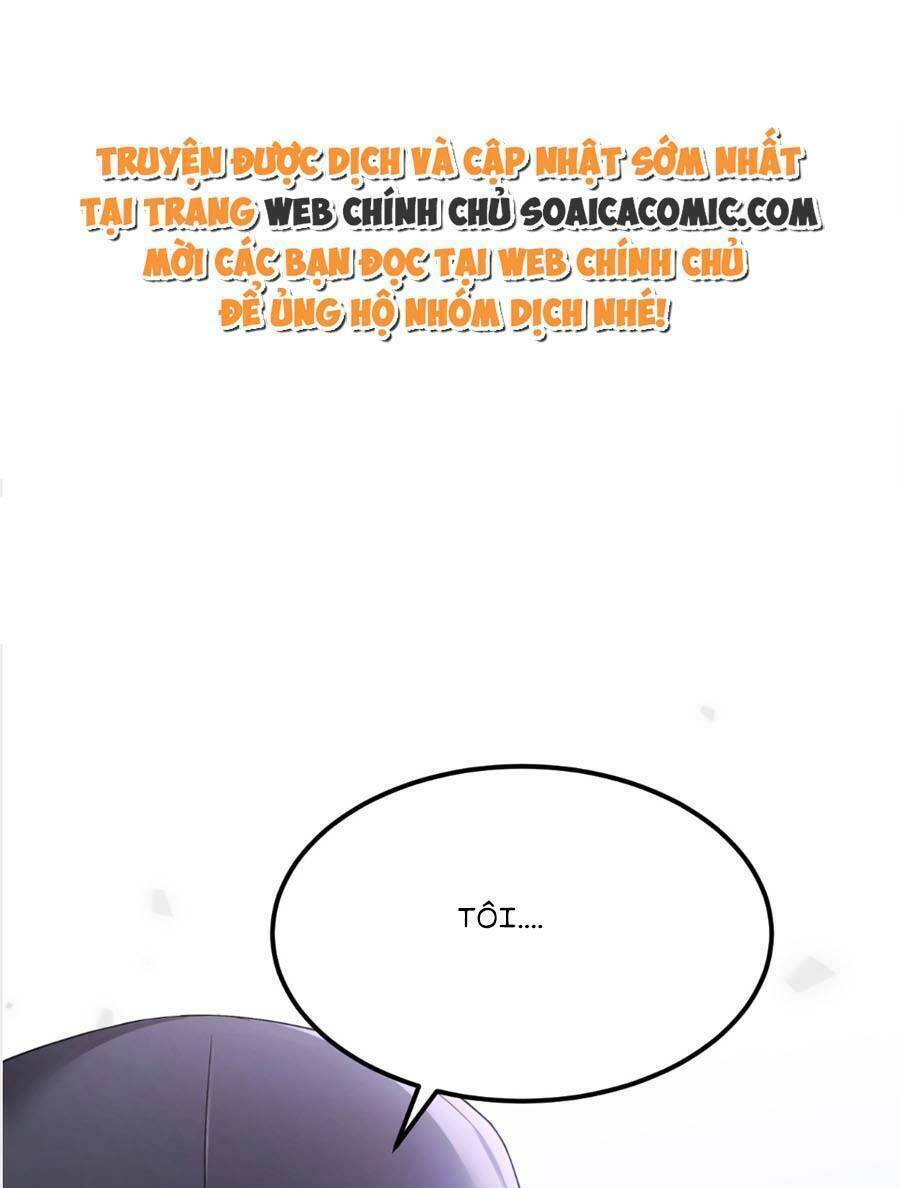 TRUYỆN ĐƯỢC DỊCH VÀ CẬP NHẬT SỚM NHẤT
TẠI TRANG WEB CHÍNH CHỦ SOAICACOMIC.COM
MỜI CÁC BẠN ĐỌC TẠI WEB CHÍNH CHỦ
ĐỂ ỦNG HỘ NHÓM DỊCH NHÉ!
TÔI....